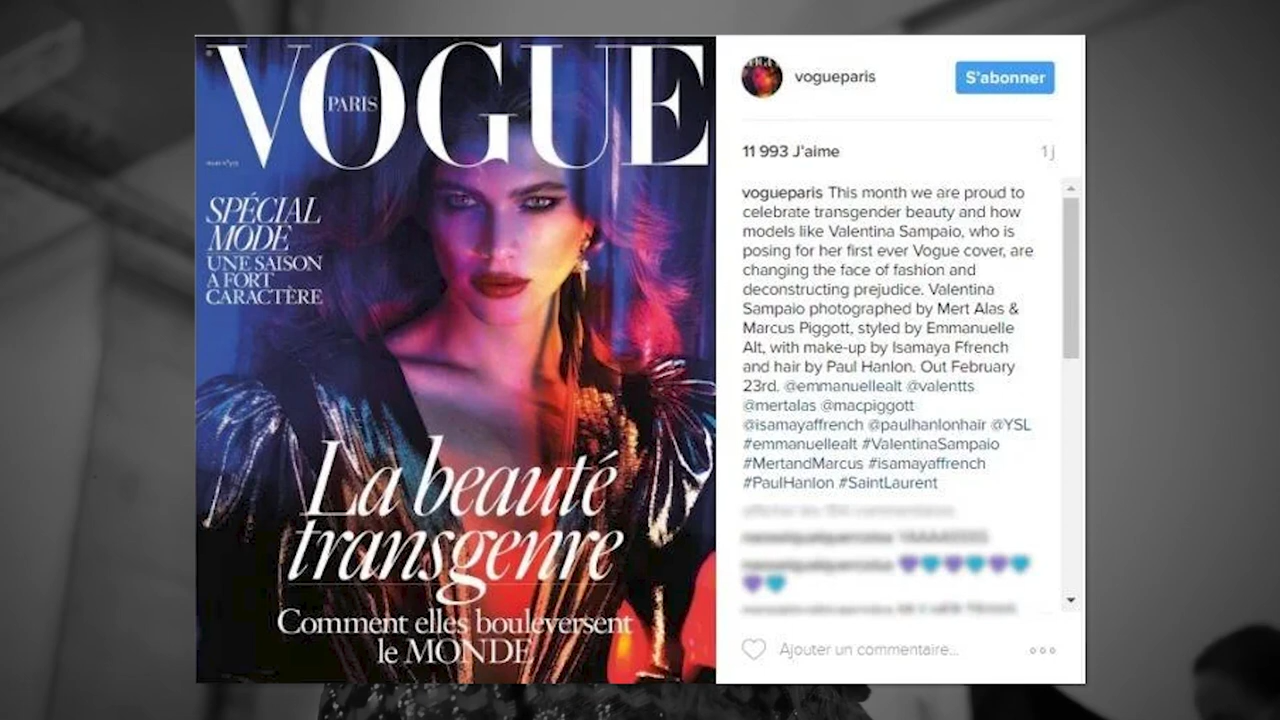 VOGUE
PARIS
SPÉCIAL
MODE
UNE SAISON
A FORT
CARACTÈRE
La beauté
transgenre
Comment elles bouleversent
le MONDE
vogueparis
S'abonner
11 993 J'aime
1 j
vogueparis This month we are proud to
celebrate transgender beauty and how
models like Valentina Sampaio, who is
posing for her first ever Vogue cover, are
changing the face of fashion and
deconstructing prejudice. Valentina
Sampaio photographed by Mert Alas &
Marcus Piggott, styled by Emmanuelle
Alt, with make-up by Isamaya Ffrench
and hair by Paul Hanlon. Out February
23rd. @emmanuellealt @valentts
@mertalas @macpiggott
@isamayaffrench @paulhanlonhair @YSL
#emmanuellealt #ValentinaSampaio
#MertandMarcus #isamayaffrench
#PaulHanlon #SaintLaurent
Ajouter un commentaire...